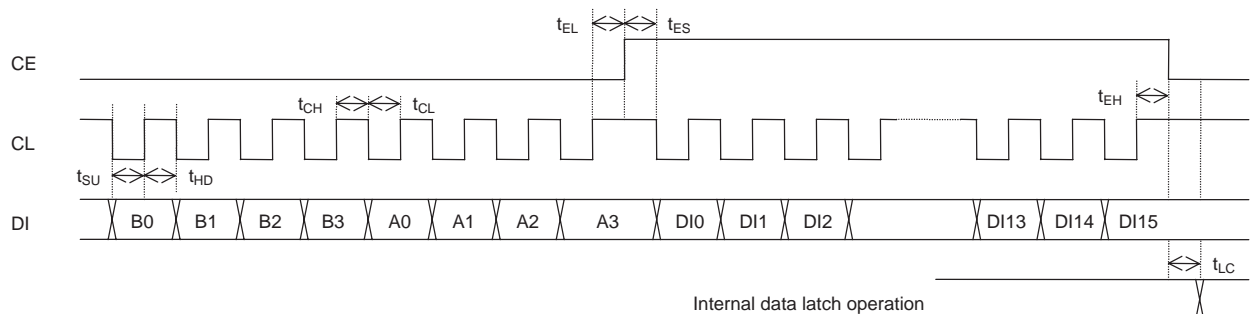 tEL tES
CE
tCH tCL tEH
CL
tSU tHD
DI B0 B1 B2 B3 A0 A1 A2 A3 DI0 DI1 DI2 DI13 DI14 DI15
tLC
Internal data latch operation